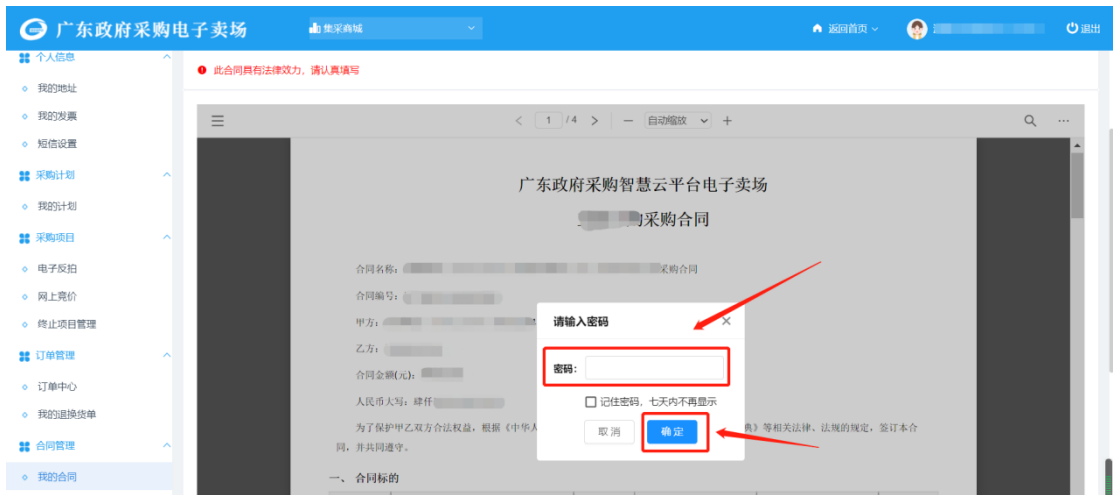 广东政府采购电子卖场
集采商城
返回首页
退出
个人信息
我的地址
我的发票
短信设置
采购计划
我的计划
采购项目
电子反拍
网上竞价
终止项目管理
订单管理
订单中心
我的退换货单
合同管理
我的合同
此合同具有法律效力，请认真填写
1 /4 自动缩放
广东政府采购智慧云平台电子卖场
采购合同
合同名称： 采购合同
合同编号：
甲方：
乙方：
合同金额(元)：
人民币大写：肆仟
为了保护甲乙双方合法权益，根据《中华人 典》等相关法律、法规的规定，签订本合
同，并共同遵守。
一、 合同标的
请输入密码
密码：
记住密码，七天内不再显示
取消 确定